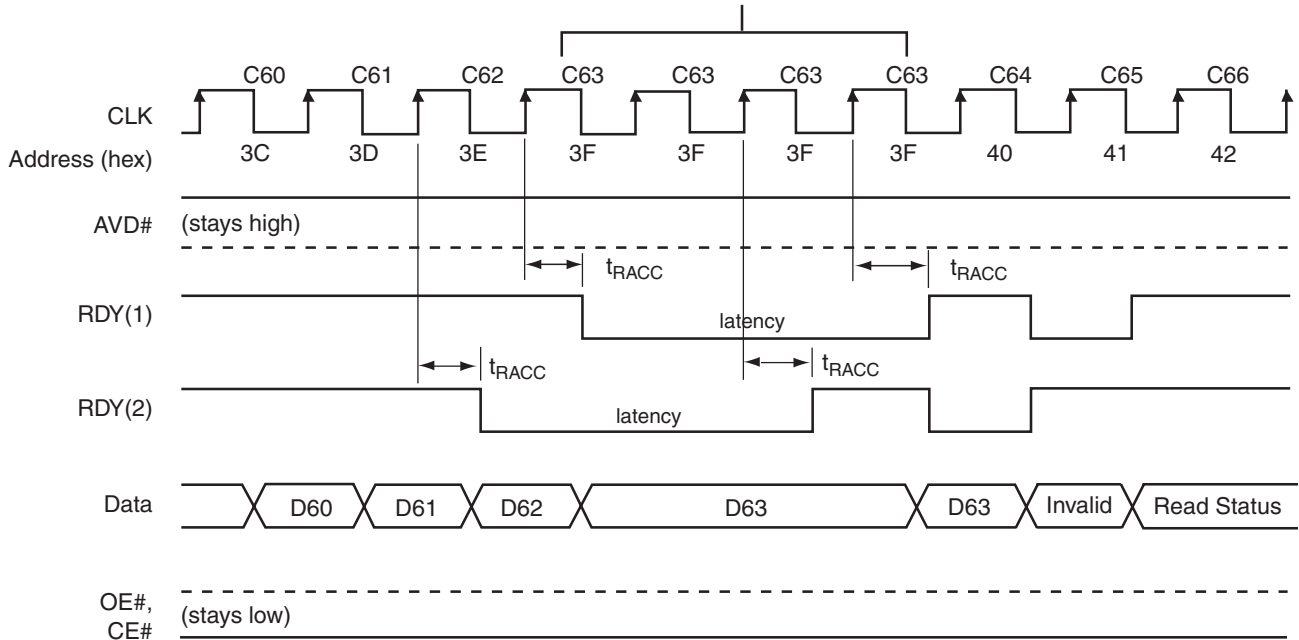 C60 C61 C62 C63 C63 C63 C63 C64 C65 C66
CLK
Address (hex) 3C 3D 3E 3F 3F 3F 3F 40 41 42
AVD# (stays high)
tRACC tRACC
RDY(1) latency
tRACC tRACC
RDY(2) latency
Data D60 D61 D62 D63 D63 Invalid Read Status
OE#,
CE# (stays low)